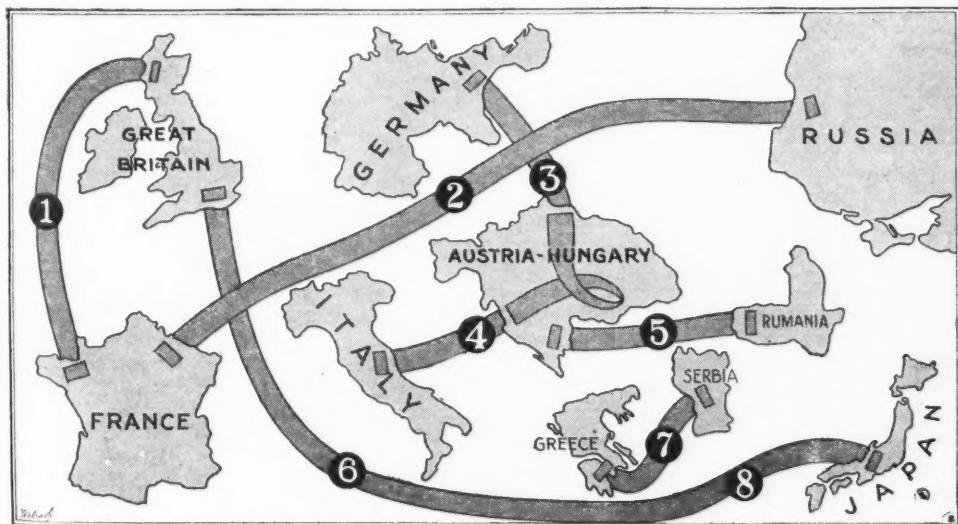 GERMANY
RUSSIA
GREAT
BRITAIN
2
3
1
AUSTRIA-HUNGARY
ITALY
4
5
RUMANIA
SERBIA
FRANCE
GREECE
7
JAPAN
6
8